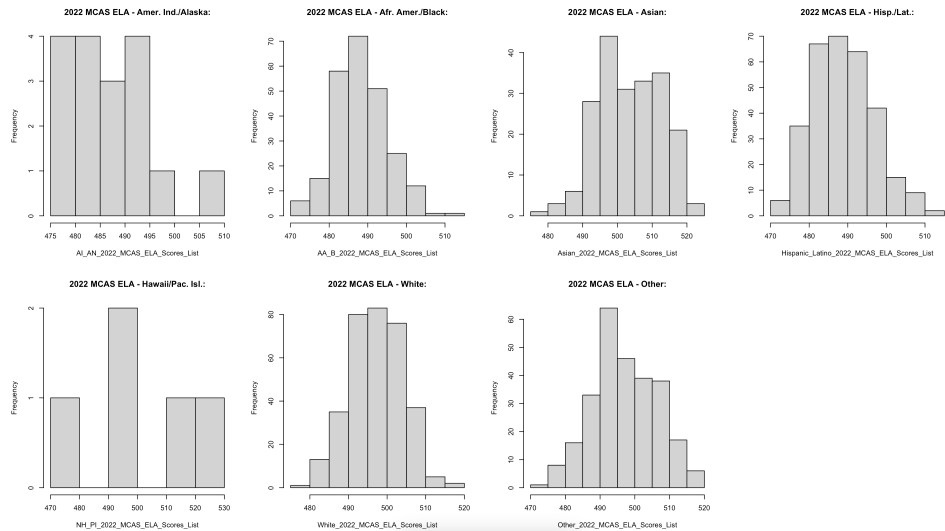 2022 MCAS ELA - Amer. Ind./Alaska:
Frequency
0 1 2 3 4
475 480 485 490 495 500 505 510
AI_AN_2022_MCAS_ELA_Scores_List
2022 MCAS ELA - Afr. Amer./Black:
Frequency
0 10 20 30 40 50 60 70
470 480 490 500 510
AA_B_2022_MCAS_ELA_Scores_List
2022 MCAS ELA - Asian:
Frequency
0 10 20 30 40
480 490 500 510 520
Asian_2022_MCAS_ELA_Scores_List
2022 MCAS ELA - Hisp./Lat.:
Frequency
0 10 20 30 40 50 60 70
470 480 490 500 510
Hispanic_Latino_2022_MCAS_ELA_Scores_List
2022 MCAS ELA - Hawaii/Pac. Isl.:
Frequency
0 1 2
470 480 490 500 510 520 530
NH_PI_2022_MCAS_ELA_Scores_List
2022 MCAS ELA - White:
Frequency
0 20 40 60 80
480 490 500 510 520
White_2022_MCAS_ELA_Scores_List
2022 MCAS ELA - Other:
Frequency
0 10 20 30 40 50 60
470 480 490 500 510 520
Other_2022_MCAS_ELA_Scores_List